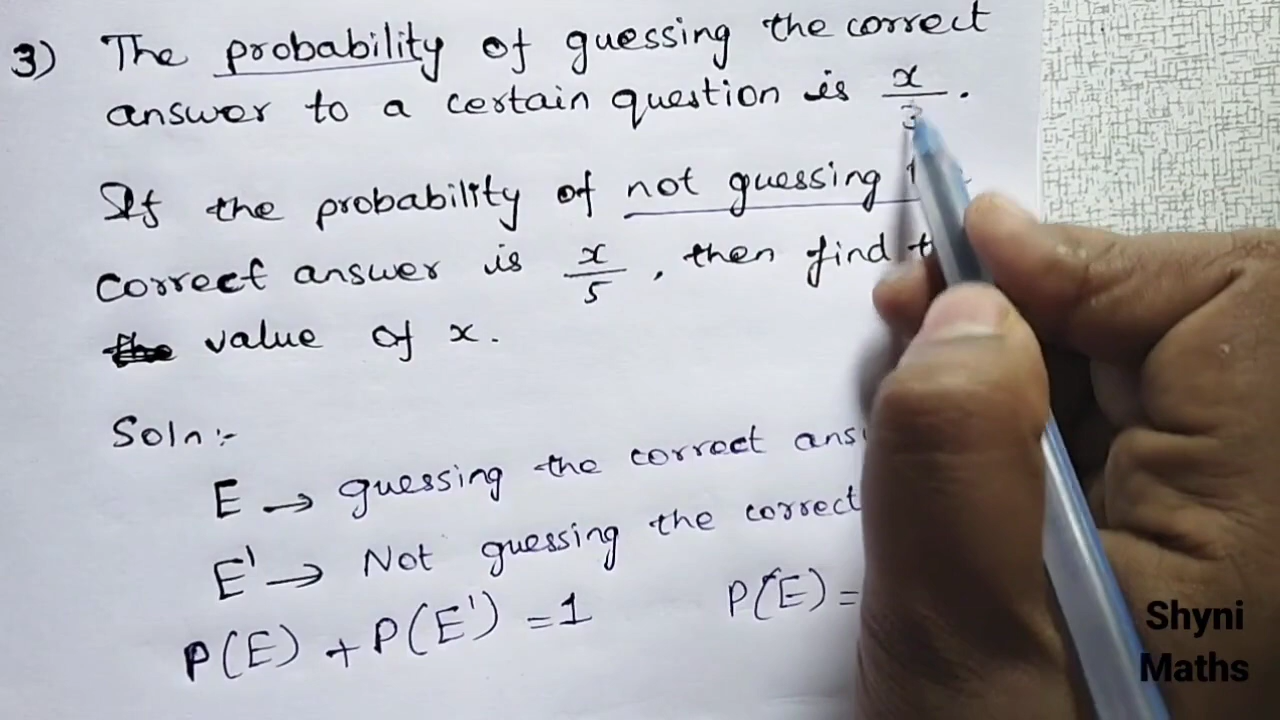 3) The probability of guessing the correct
answer to a certain question is x/3.
If the probability of not guessing
correct answer is x/5, then find
value of x.
Soln:-
E → guessing the correct
E' → Not guessing the correct
P(E) + P(E') = 1 P(E) =
Shyni
Maths